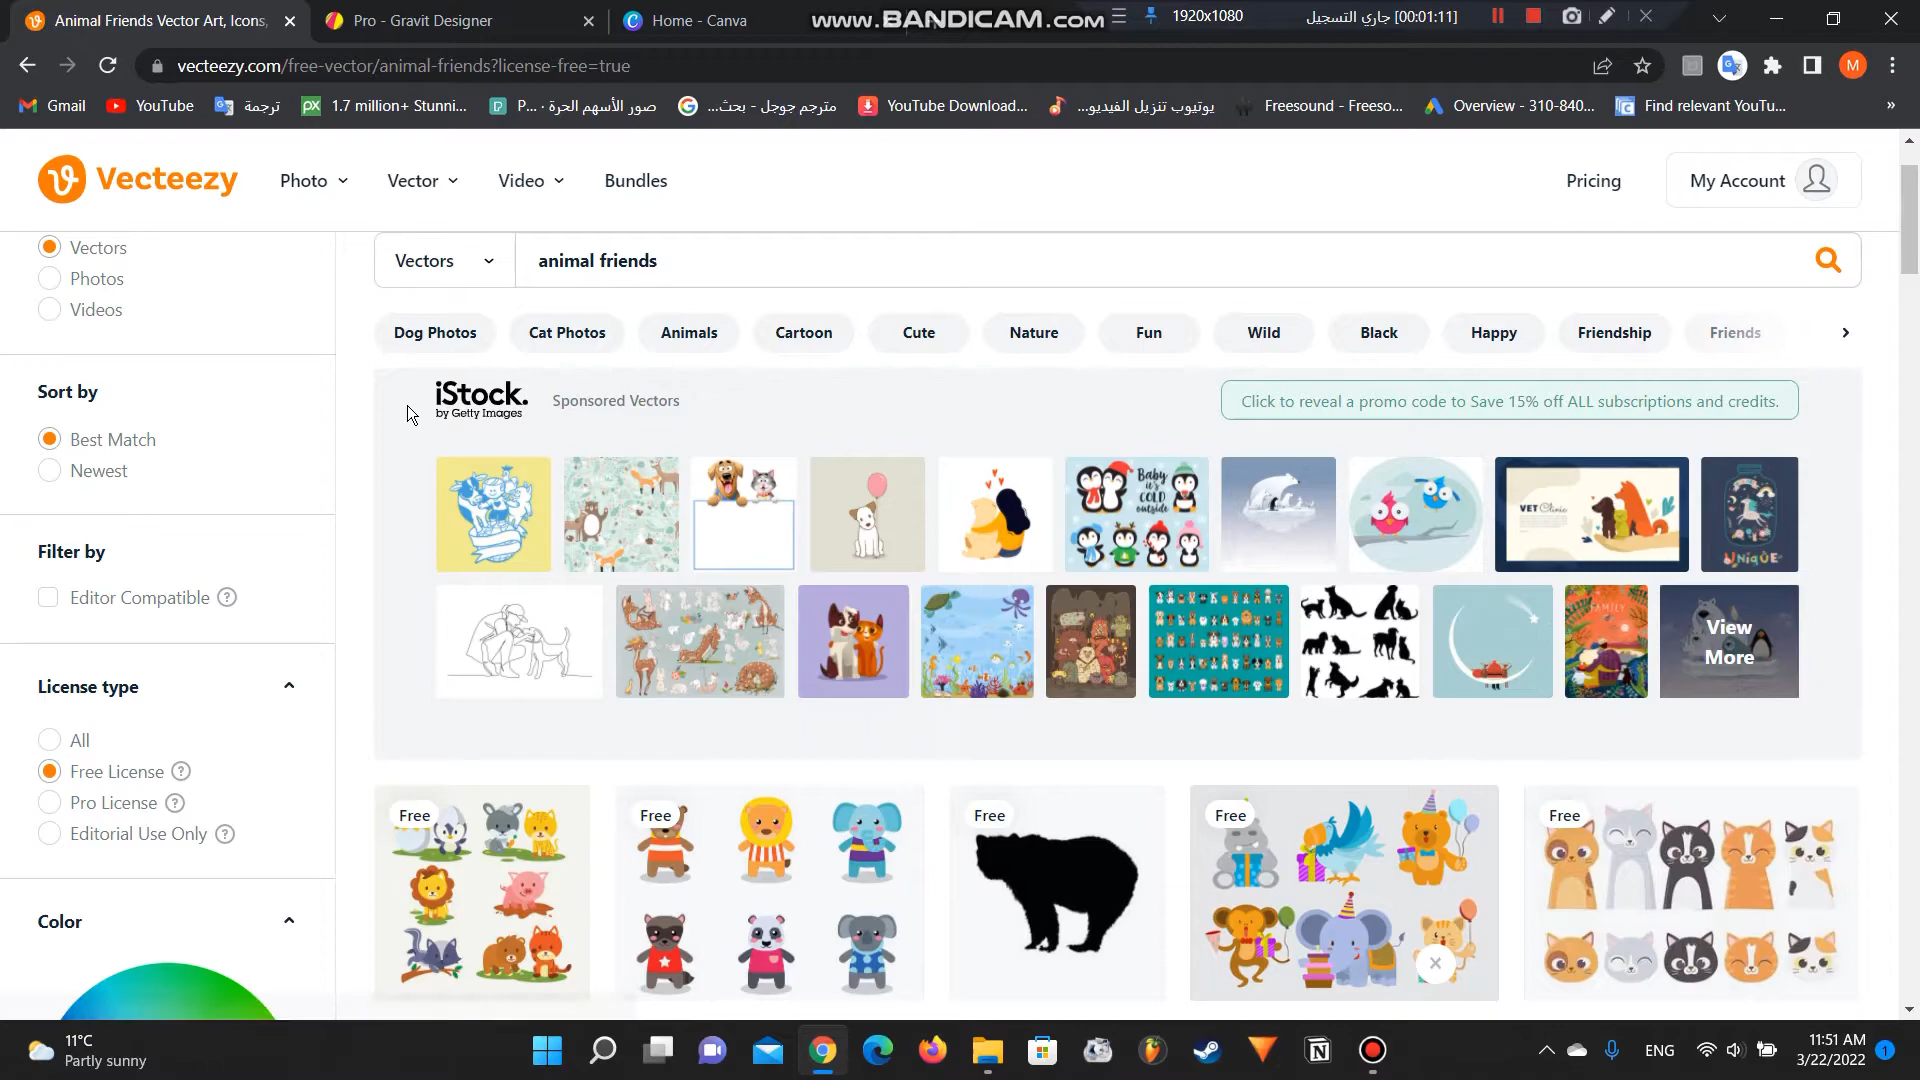 Animal Friends Vector Art, Icons,
Pro - Gravit Designer
Home - Canva
www.BANDICAM.com
1920x1080
جاري التسجيل [00:01:11]
vecteezy.com/free-vector/animal-friends?license-free=true
M
Gmail
YouTube
ترجمة
1.7 million+ Stunni...
صور الأسهم الحرة · P...
مترجم جوجل - بحث...
YouTube Download...
يوتيوب تنزيل الفيديو...
Freesound - Freeso...
Overview - 310-840...
Find relevant YouTu...
»
Vecteezy
Photo
Vector
Video
Bundles
Pricing
My Account
Vectors
Photos
Videos
Vectors
animal friends
Dog Photos
Cat Photos
Animals
Cartoon
Cute
Nature
Fun
Wild
Black
Happy
Friendship
Friends
iStock.
by Getty Images
Sponsored Vectors
Click to reveal a promo code to Save 15% off ALL subscriptions and credits.
Sort by
Best Match
Newest
Filter by
Editor Compatible ?
License type
All
Free License ?
Pro License ?
Editorial Use Only ?
Color
Baby
it's
COLD
outside
VET Clinic
UNIQUE
FAMILY
View
More
Free
Free
Free
Free
Free
11°C
Partly sunny
ENG
11:51 AM
3/22/2022
1